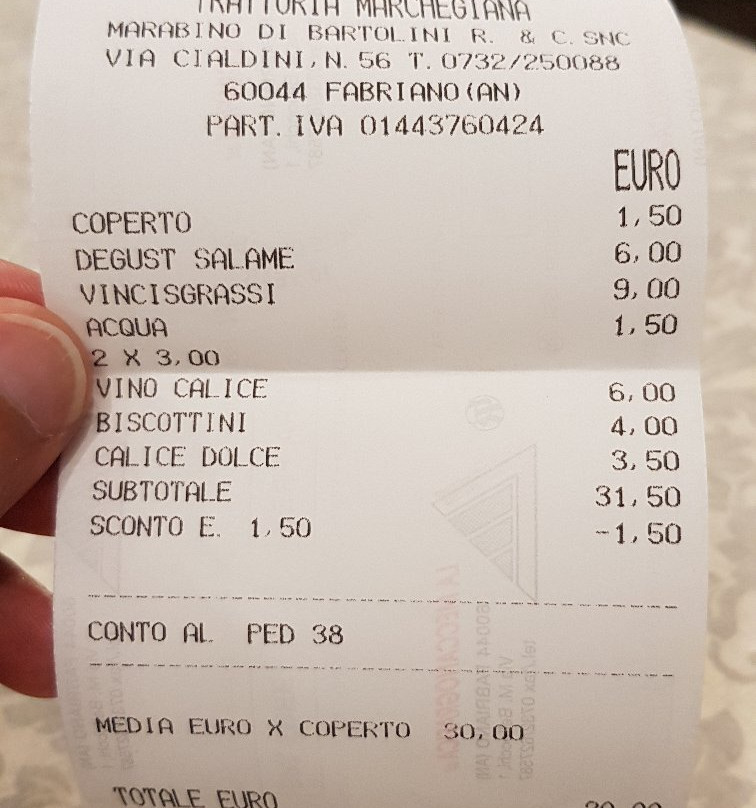 TRATTORIA MARCHEGIANA
MARABINO DI BARTOLINI R. & C. SNC
VIA CIALDINI, N. 56 T. 0732/250088
60044 FABRIANO(AN)
PART. IVA 01443760424
EURO
COPERTO 1,50
DEGUST SALAME 6,00
VINCISGRASSI 9,00
ACQUA 1,50
2 X 3,00
VINO CALICE 6,00
BISCOTTINI 4,00
CALICE DOLCE 3,50
SUBTOTALE 31,50
SCONTO E. 1,50 -1,50
CONTO AL PED 38
MEDIA EURO X COPERTO 30,00
TOTALE EURO